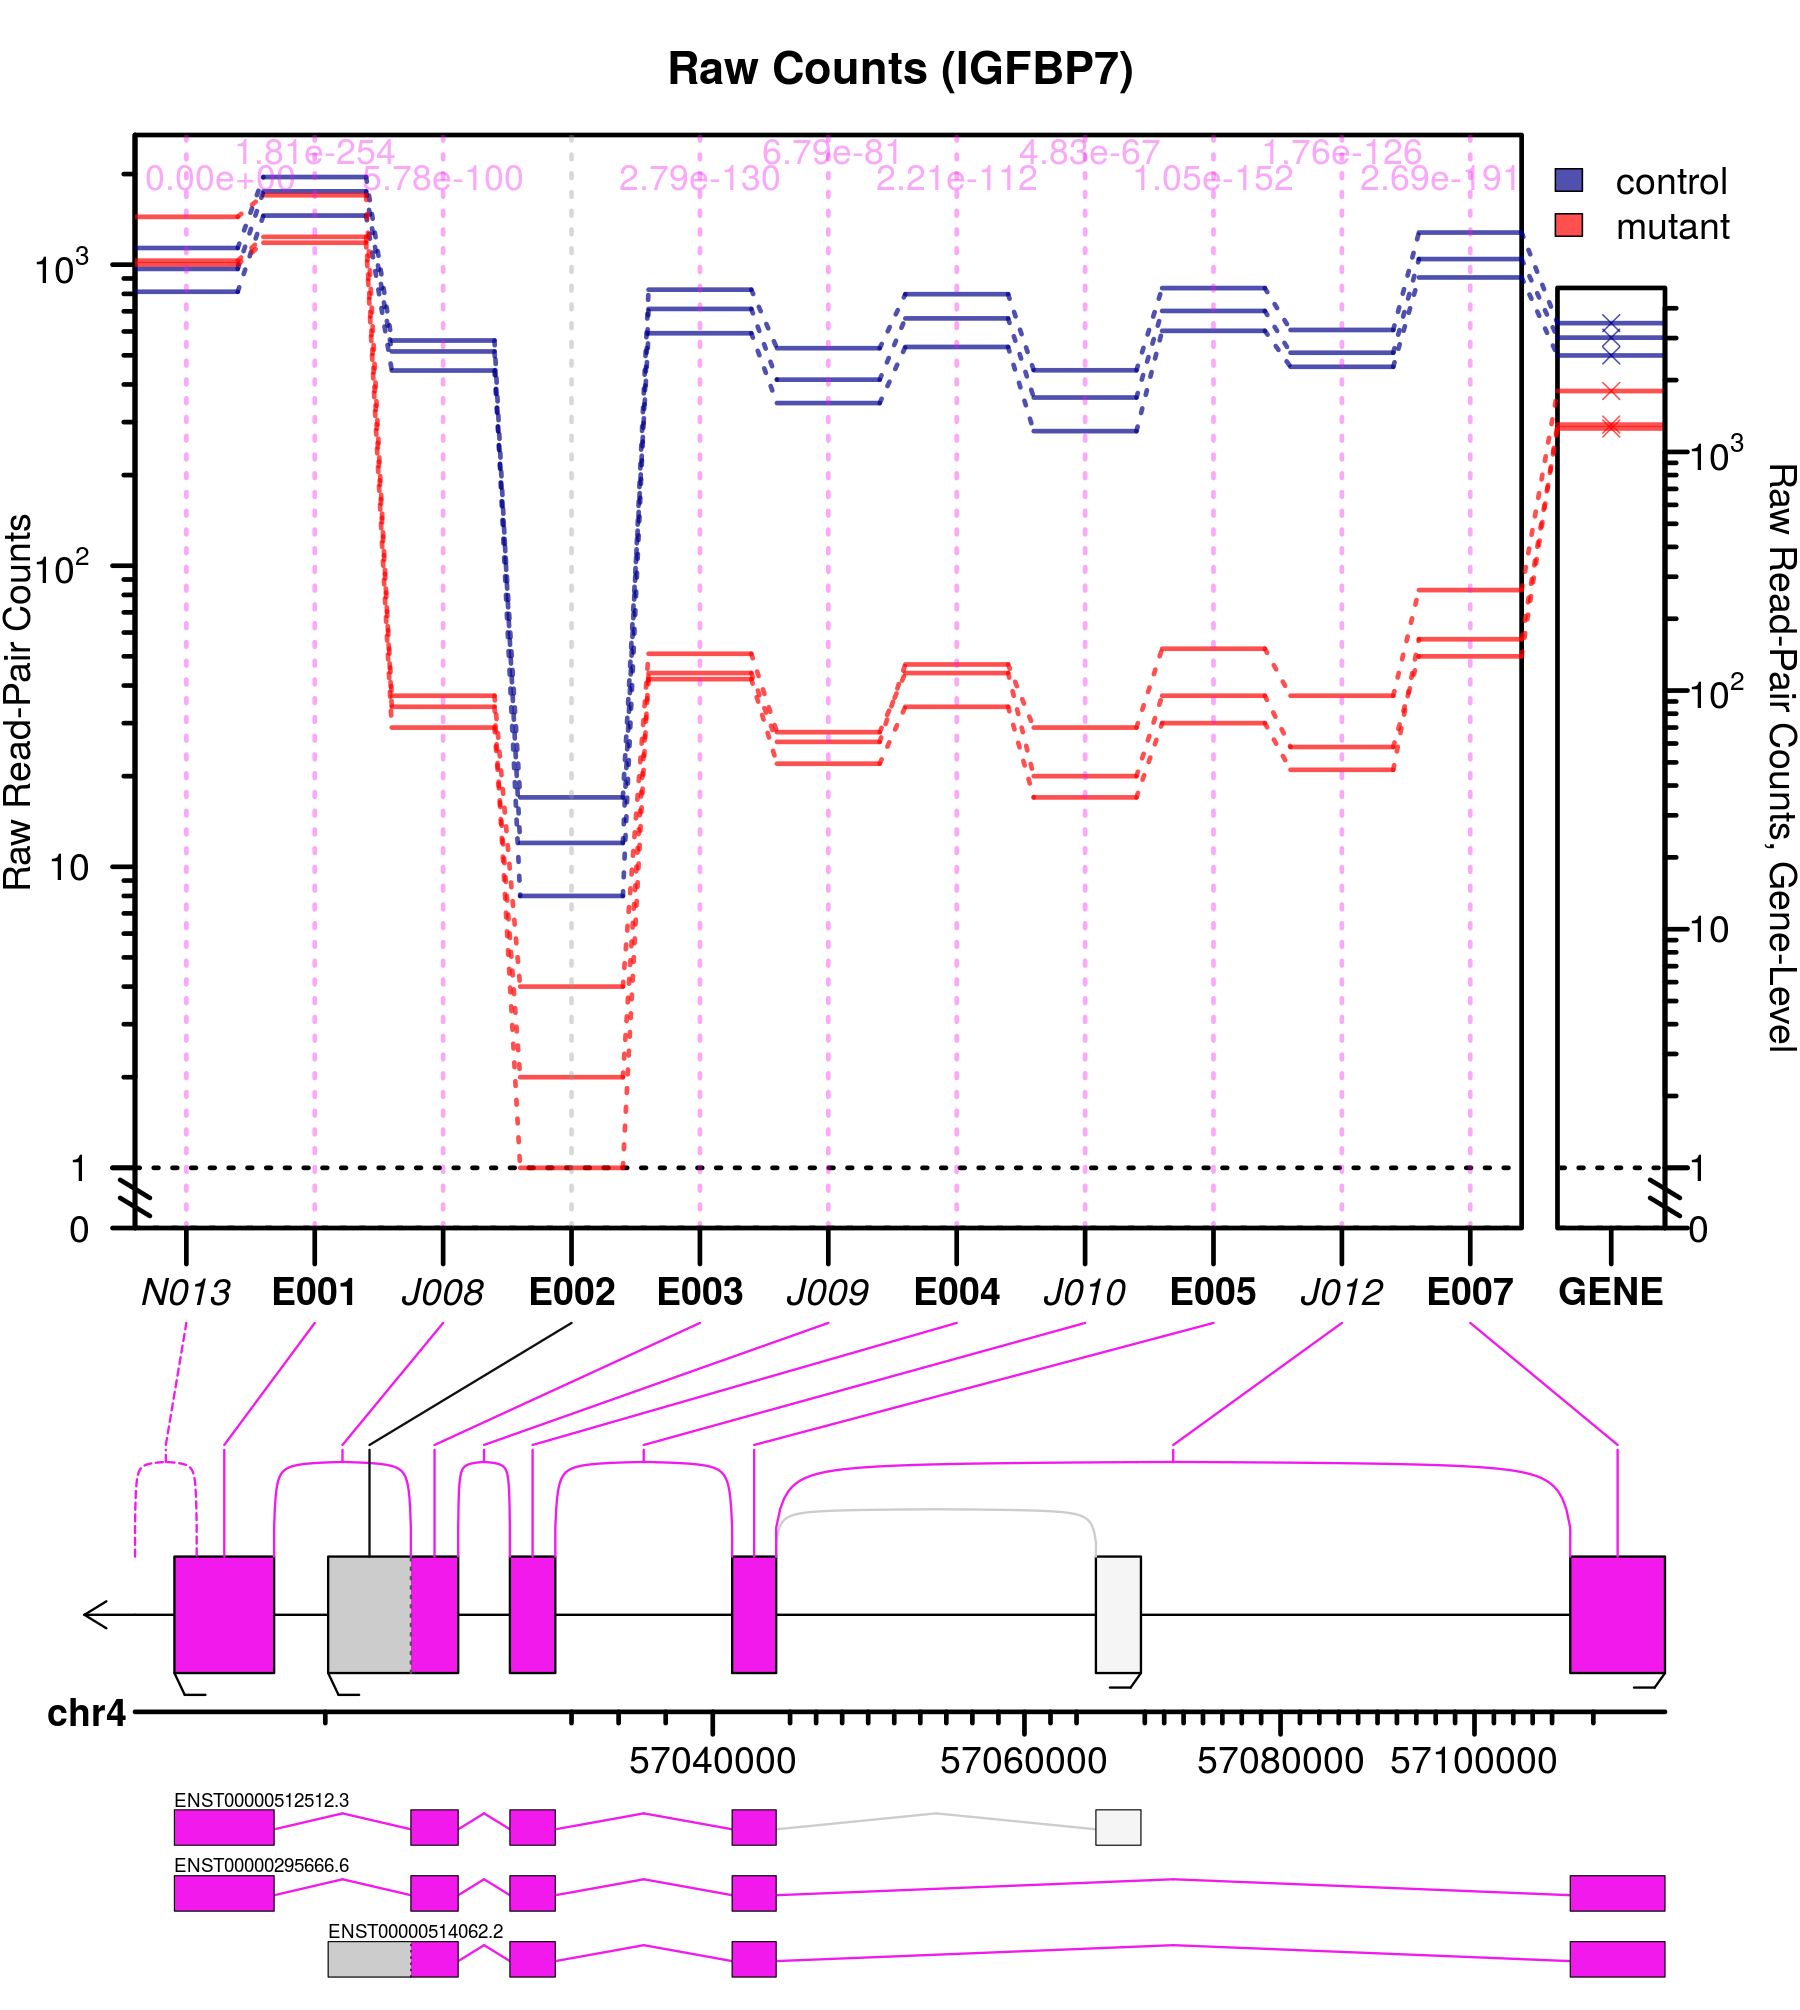 Raw Counts (IGFBP7)
1.81e-254 6.79e-81 4.83e-67 1.76e-126
0.00e+00 5.78e-100 2.79e-130 2.21e-112 1.05e-152 2.69e-191
control
mutant
Raw Read-Pair Counts
10³
10²
10
1
0
Raw Read-Pair Counts, Gene-Level
10³
10²
10
1
0
N013 E001 J008 E002 E003 J009 E004 J010 E005 J012 E007 GENE
chr4
57040000 57060000 57080000 57100000
ENST00000512512.3
ENST00000295666.6
ENST00000514062.2